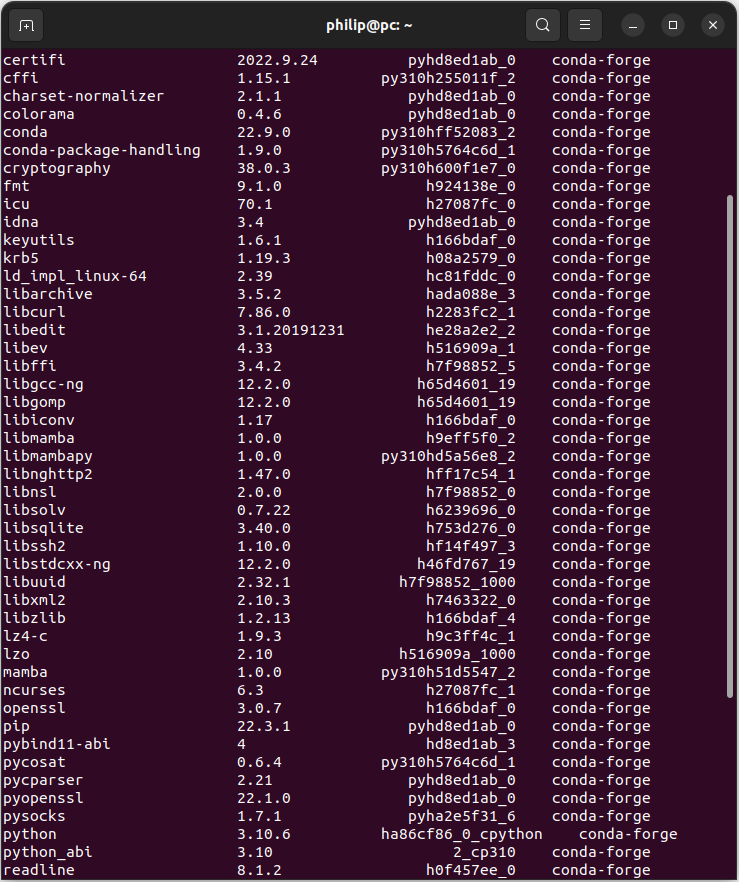 philip@pc: ~
certifi 2022.9.24 pyhd8ed1ab_0 conda-forge
cffi 1.15.1 py310h255011f_2 conda-forge
charset-normalizer 2.1.1 pyhd8ed1ab_0 conda-forge
colorama 0.4.6 pyhd8ed1ab_0 conda-forge
conda 22.9.0 py310hff52083_2 conda-forge
conda-package-handling 1.9.0 py310h5764c6d_1 conda-forge
cryptography 38.0.3 py310h600f1e7_0 conda-forge
fmt 9.1.0 h924138e_0 conda-forge
icu 70.1 h27087fc_0 conda-forge
idna 3.4 pyhd8ed1ab_0 conda-forge
keyutils 1.6.1 h166bdaf_0 conda-forge
krb5 1.19.3 h08a2579_0 conda-forge
ld_impl_linux-64 2.39 hc81fddc_0 conda-forge
libarchive 3.5.2 hada088e_3 conda-forge
libcurl 7.86.0 h2283fc2_1 conda-forge
libedit 3.1.20191231 he28a2e2_2 conda-forge
libev 4.33 h516909a_1 conda-forge
libffi 3.4.2 h7f98852_5 conda-forge
libgcc-ng 12.2.0 h65d4601_19 conda-forge
libgomp 12.2.0 h65d4601_19 conda-forge
libiconv 1.17 h166bdaf_0 conda-forge
libmamba 1.0.0 h9eff5f0_2 conda-forge
libmambapy 1.0.0 py310hd5a56e8_2 conda-forge
libnghttp2 1.47.0 hff17c54_1 conda-forge
libnsl 2.0.0 h7f98852_0 conda-forge
libsolv 0.7.22 h6239696_0 conda-forge
libsqlite 3.40.0 h753d276_0 conda-forge
libssh2 1.10.0 hf14f497_3 conda-forge
libstdcxx-ng 12.2.0 h46fd767_19 conda-forge
libuuid 2.32.1 h7f98852_1000 conda-forge
libxml2 2.10.3 h7463322_0 conda-forge
libzlib 1.2.13 h166bdaf_4 conda-forge
lz4-c 1.9.3 h9c3ff4c_1 conda-forge
lzo 2.10 h516909a_1000 conda-forge
mamba 1.0.0 py310h51d5547_2 conda-forge
ncurses 6.3 h27087fc_1 conda-forge
openssl 3.0.7 h166bdaf_0 conda-forge
pip 22.3.1 pyhd8ed1ab_0 conda-forge
pybind11-abi 4 hd8ed1ab_3 conda-forge
pycosat 0.6.4 py310h5764c6d_1 conda-forge
pycparser 2.21 pyhd8ed1ab_0 conda-forge
pyopenssl 22.1.0 pyhd8ed1ab_0 conda-forge
pysocks 1.7.1 pyha2e5f31_6 conda-forge
python 3.10.6 ha86cf86_0_cpython conda-forge
python_abi 3.10 2_cp310 conda-forge
readline 8.1.2 h0f457ee_0 conda-forge